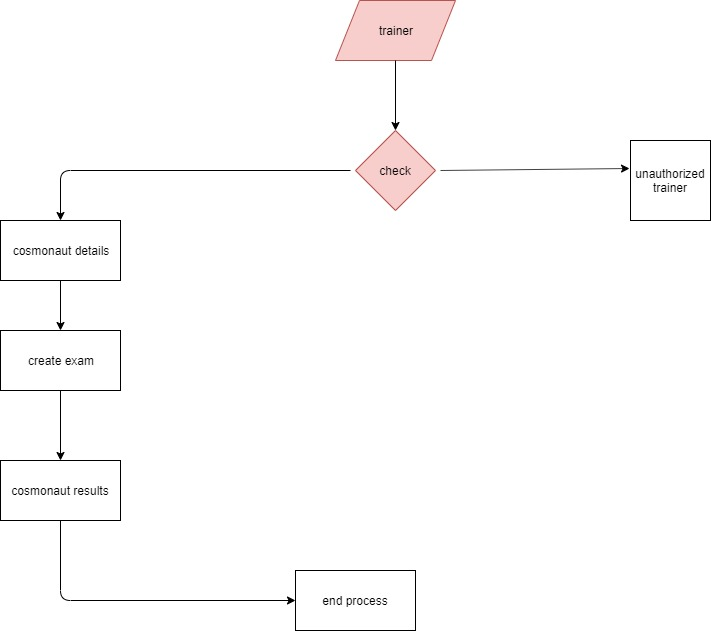 trainer
check
unauthorized
trainer
cosmonaut details
create exam
cosmonaut results
end process